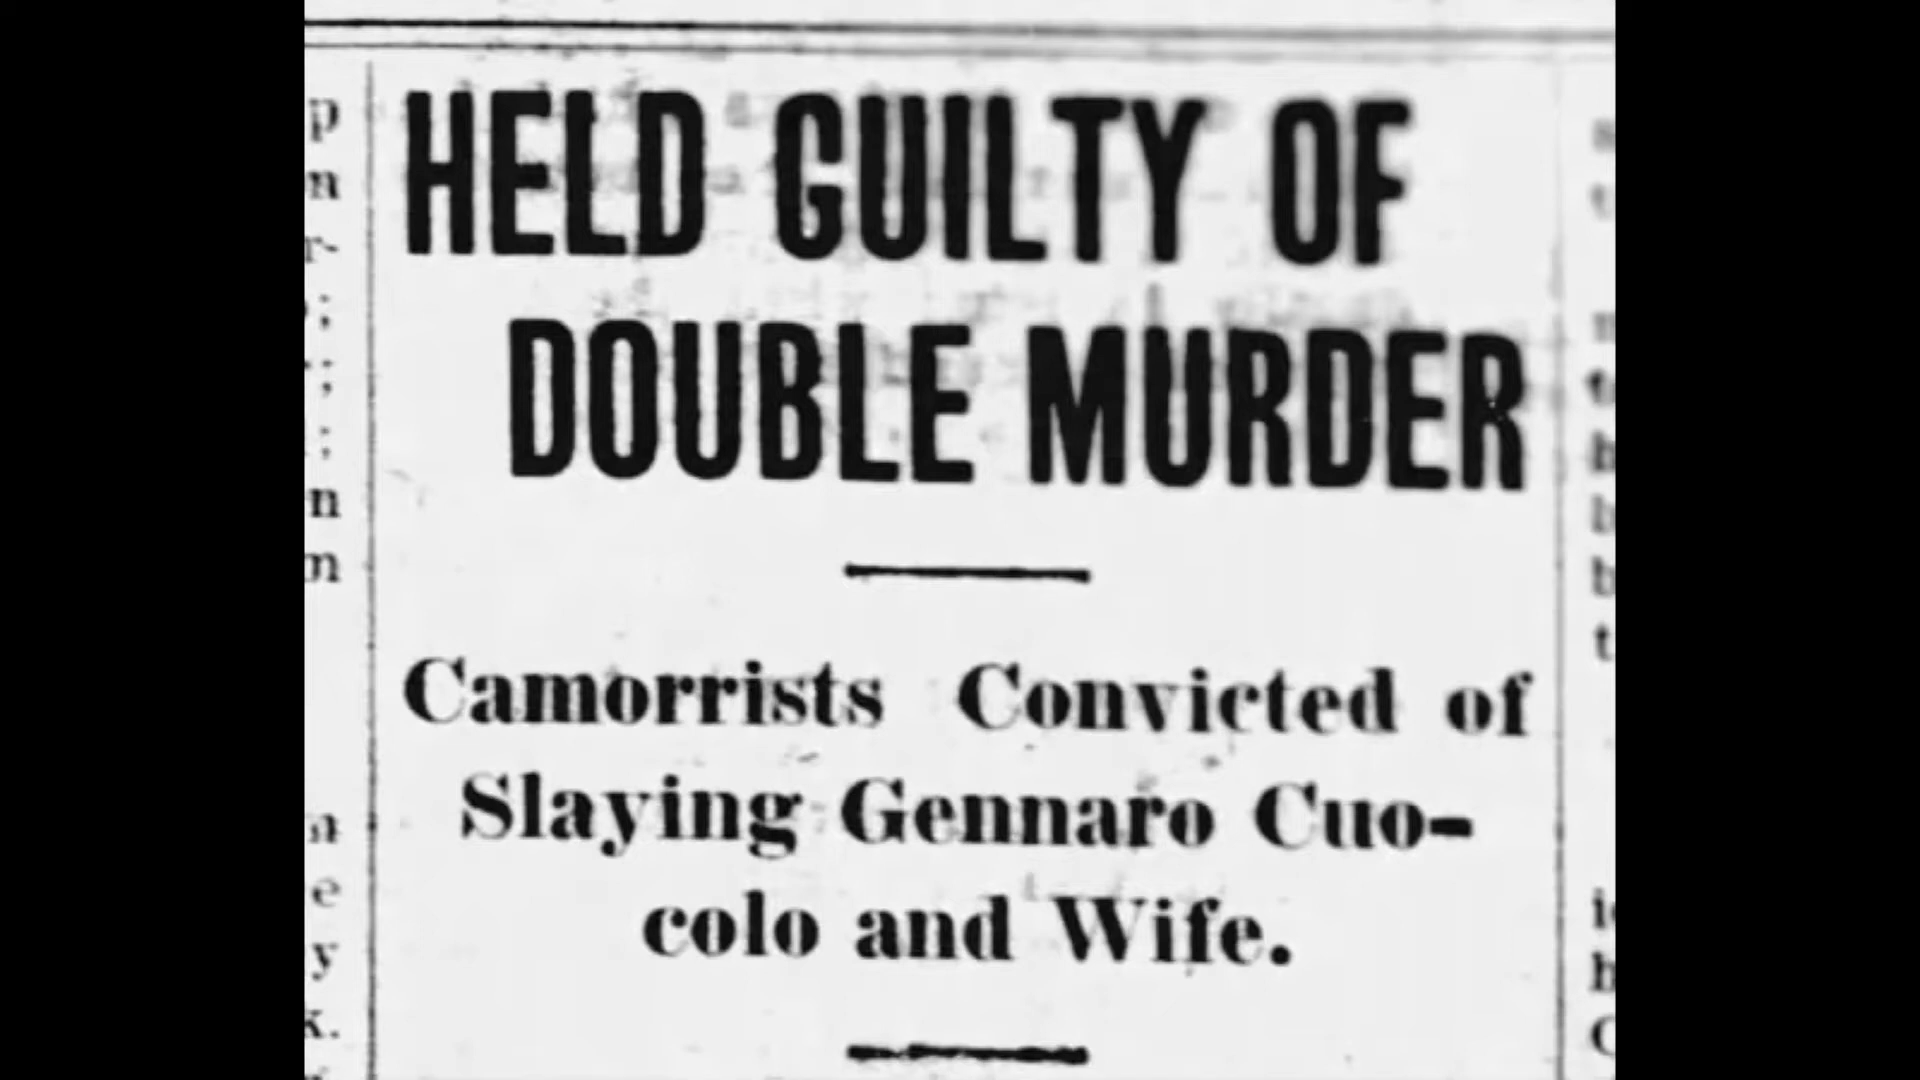 HELD GUILTY OF
DOUBLE MURDER
Camorrists Convicted of
Slaying Gennaro Cuo-
colo and Wife.